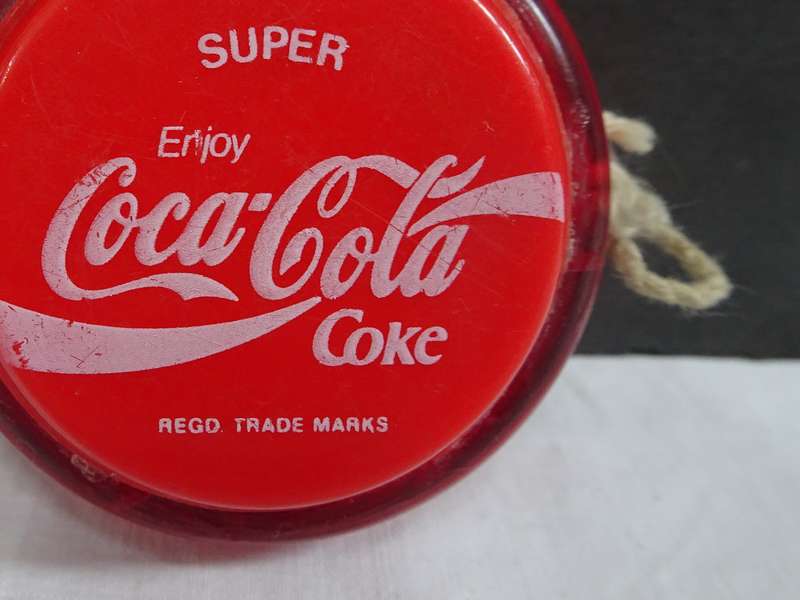 SUPER
Enjoy
Coca-Cola
Coke
REGD. TRADE MARKS